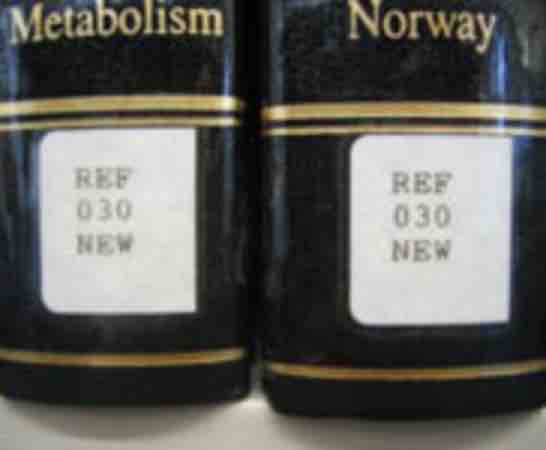 Metabolism
REF
030
NEW
Norway
REF
030
NEW